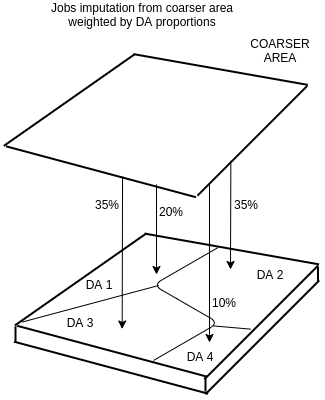 Jobs imputation from coarser area
weighted by DA proportions
COARSER
AREA
35%
20%
35%
DA 1
DA 2
10%
DA 3
DA 4